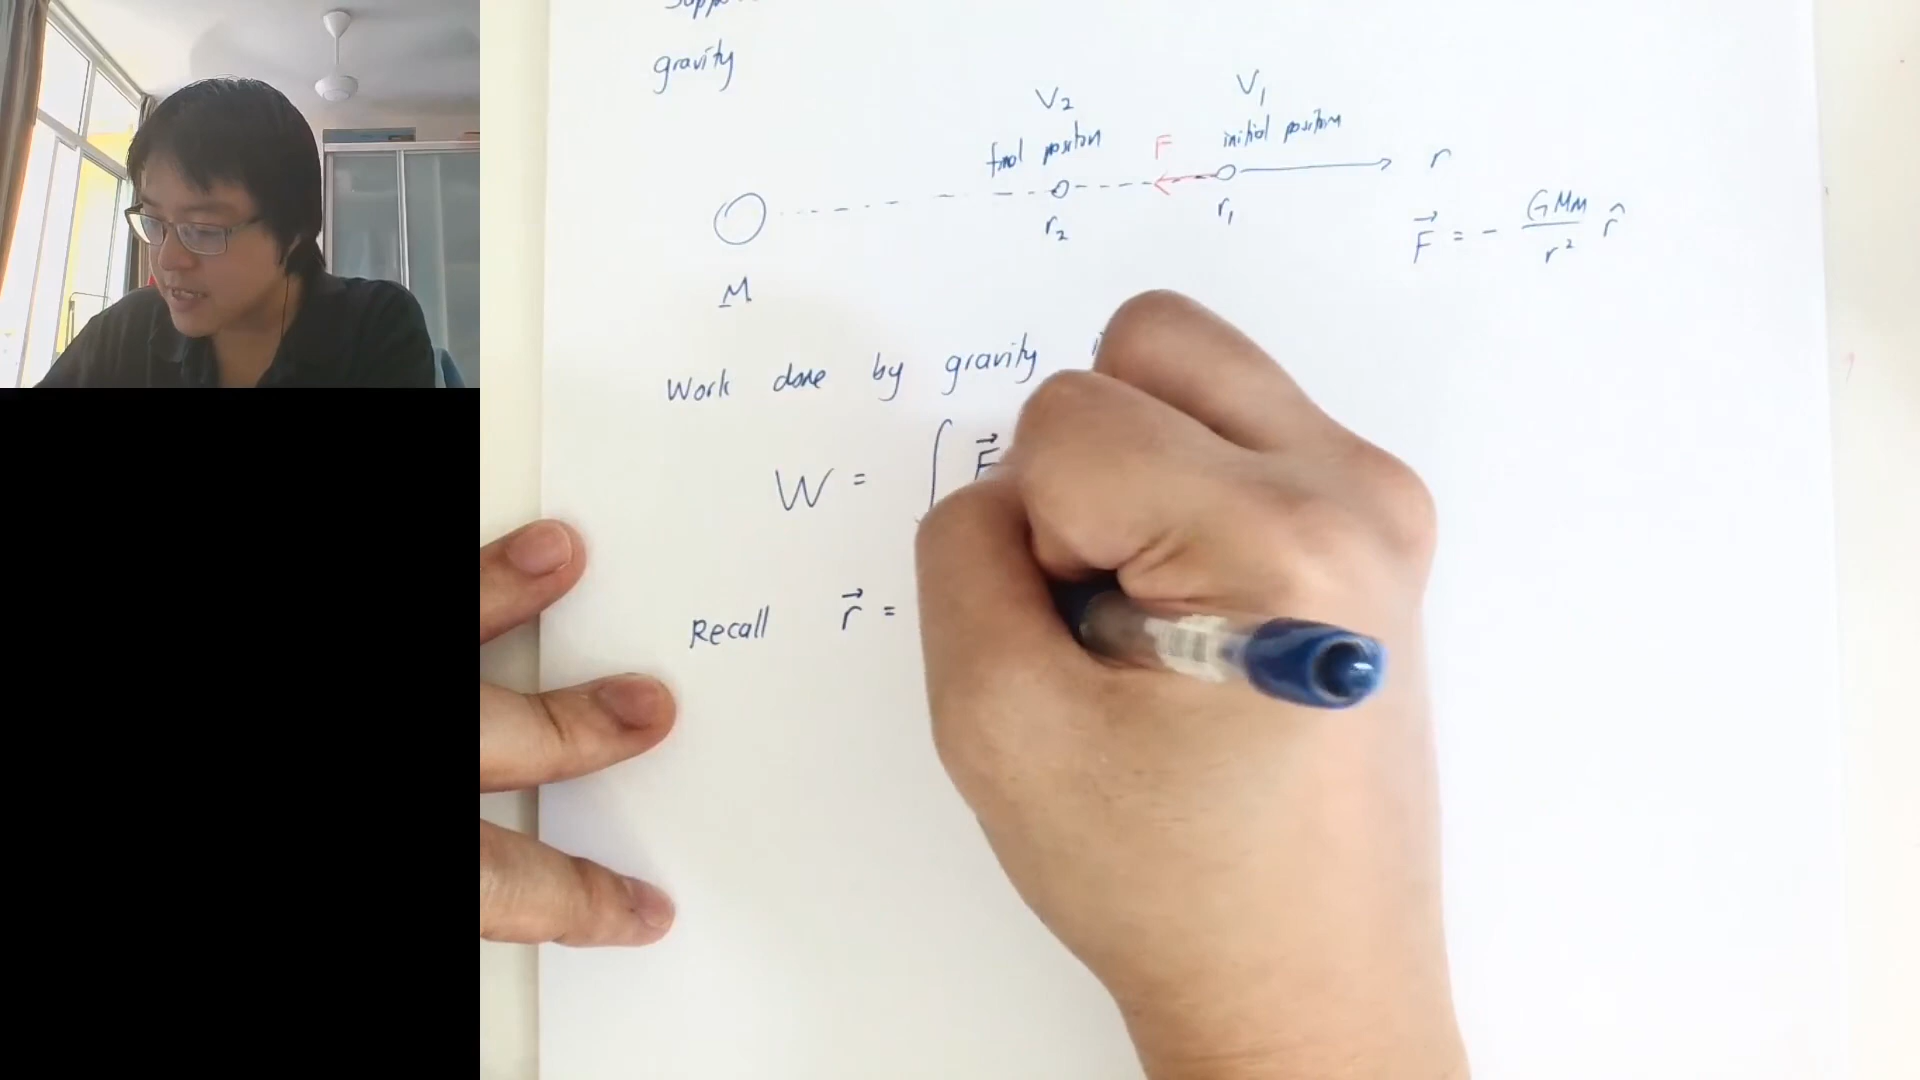 gravity
V₂ V₁
final position F initial position
r
r₂ r₁
F⃗ = - GMm/r² r̂
M
Work done by gravity
W = ∫ F⃗
Recall r⃗ =